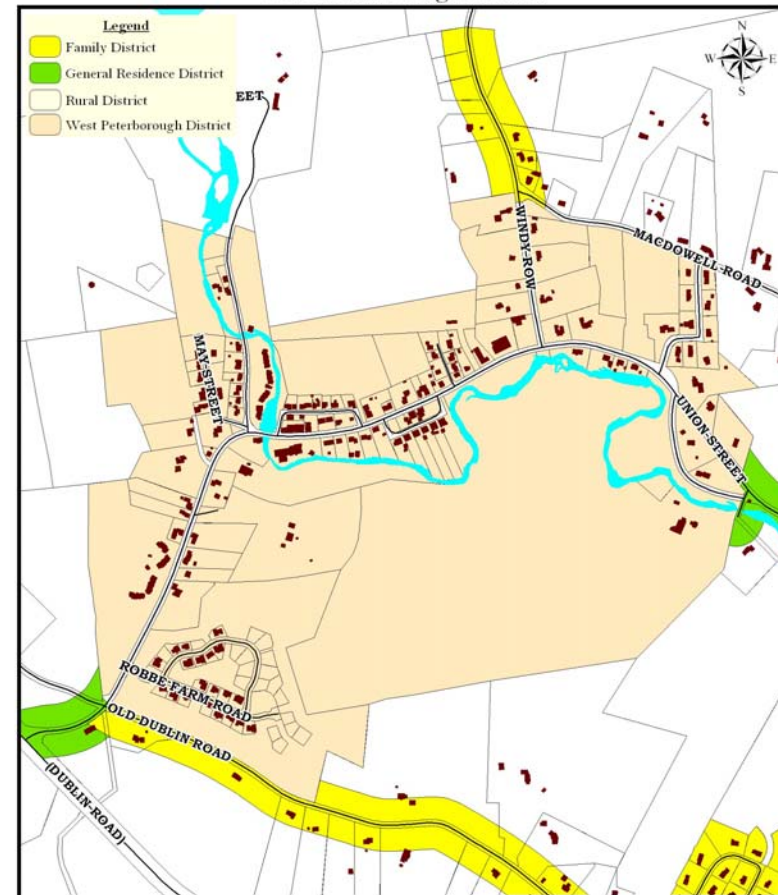 Legend
Family District
General Residence District
Rural District
West Peterborough District
N
W
E
S
WINDY ROW
MACDOWELL ROAD
MAY STREET
UNION STREET
ROBBE FARM ROAD
OLD DUBLIN ROAD
(DUBLIN ROAD)